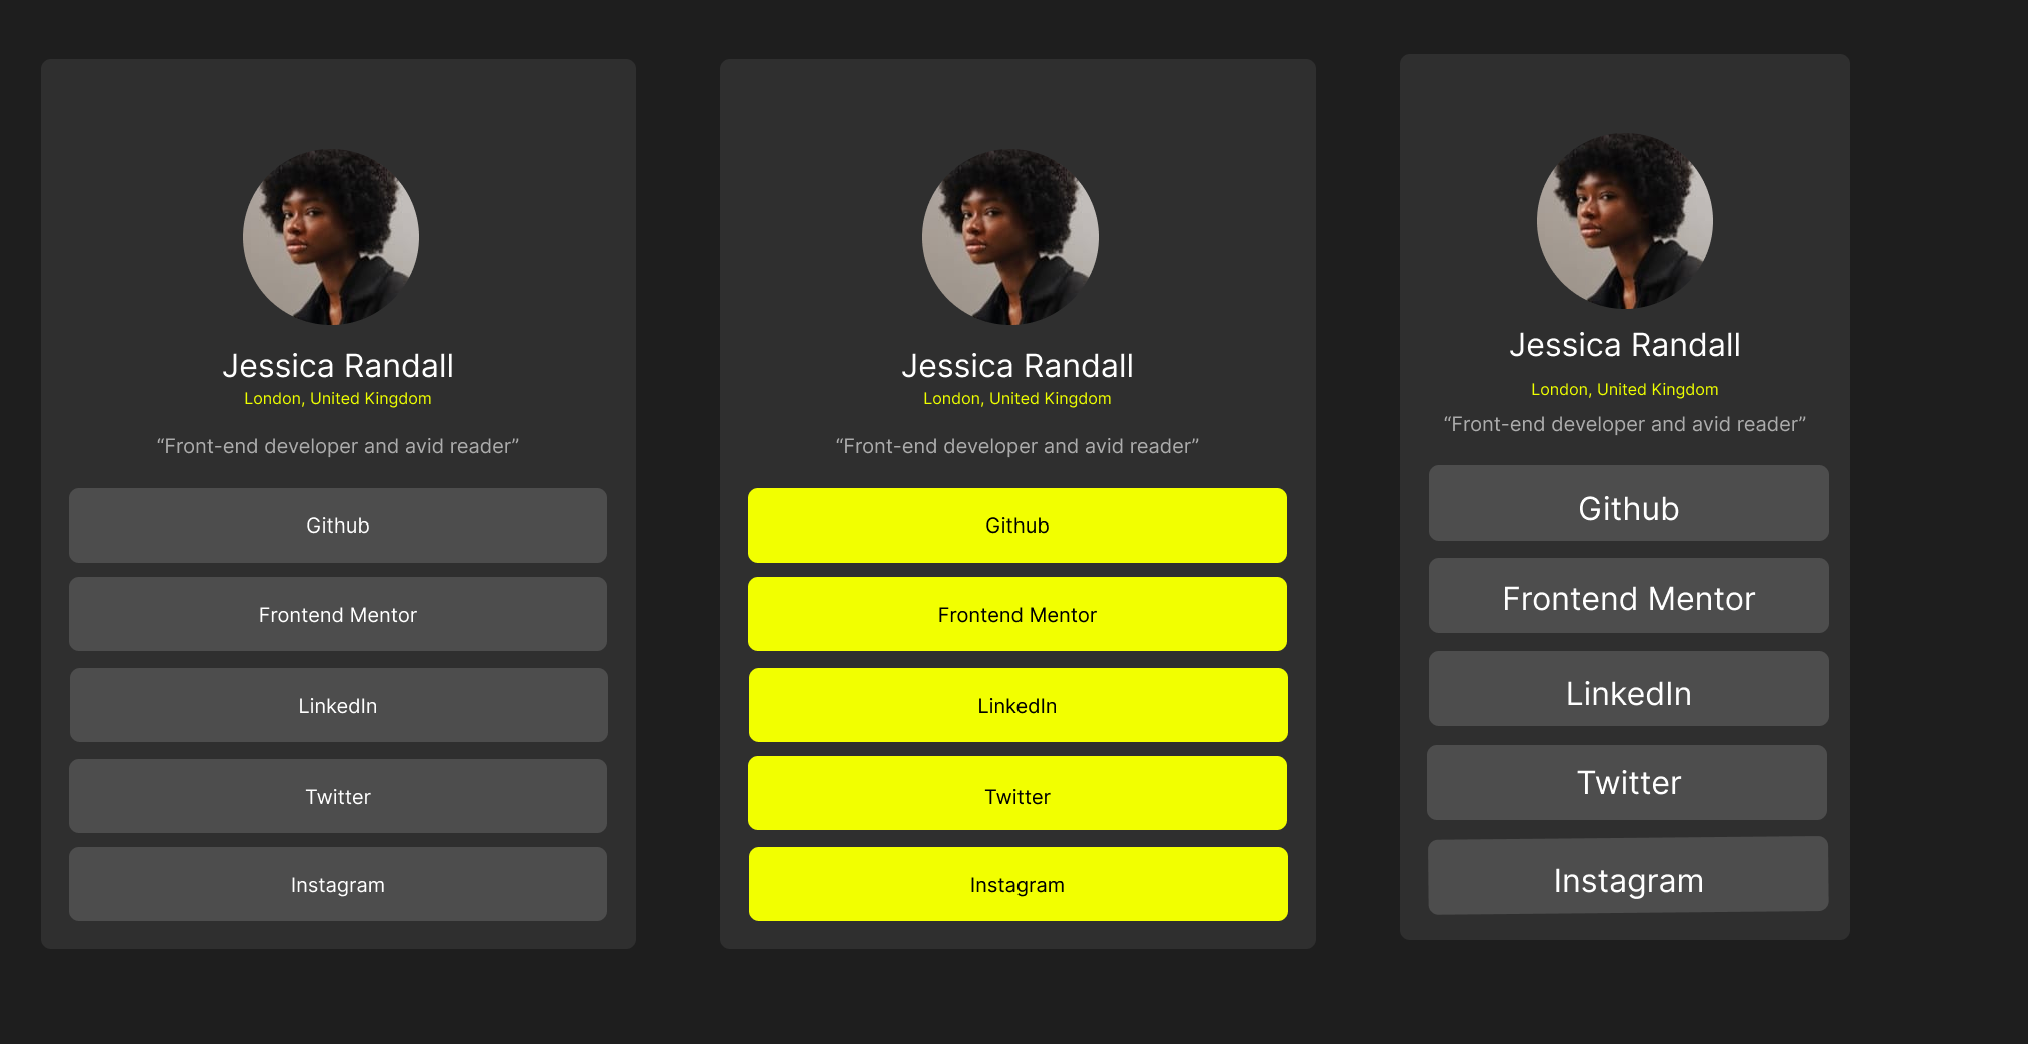 Jessica Randall
London, United Kingdom
“Front-end developer and avid reader”
Github
Frontend Mentor
LinkedIn
Twitter
Instagram
Jessica Randall
London, United Kingdom
“Front-end developer and avid reader”
Github
Frontend Mentor
LinkedIn
Twitter
Instagram
Jessica Randall
London, United Kingdom
“Front-end developer and avid reader”
Github
Frontend Mentor
LinkedIn
Twitter
Instagram